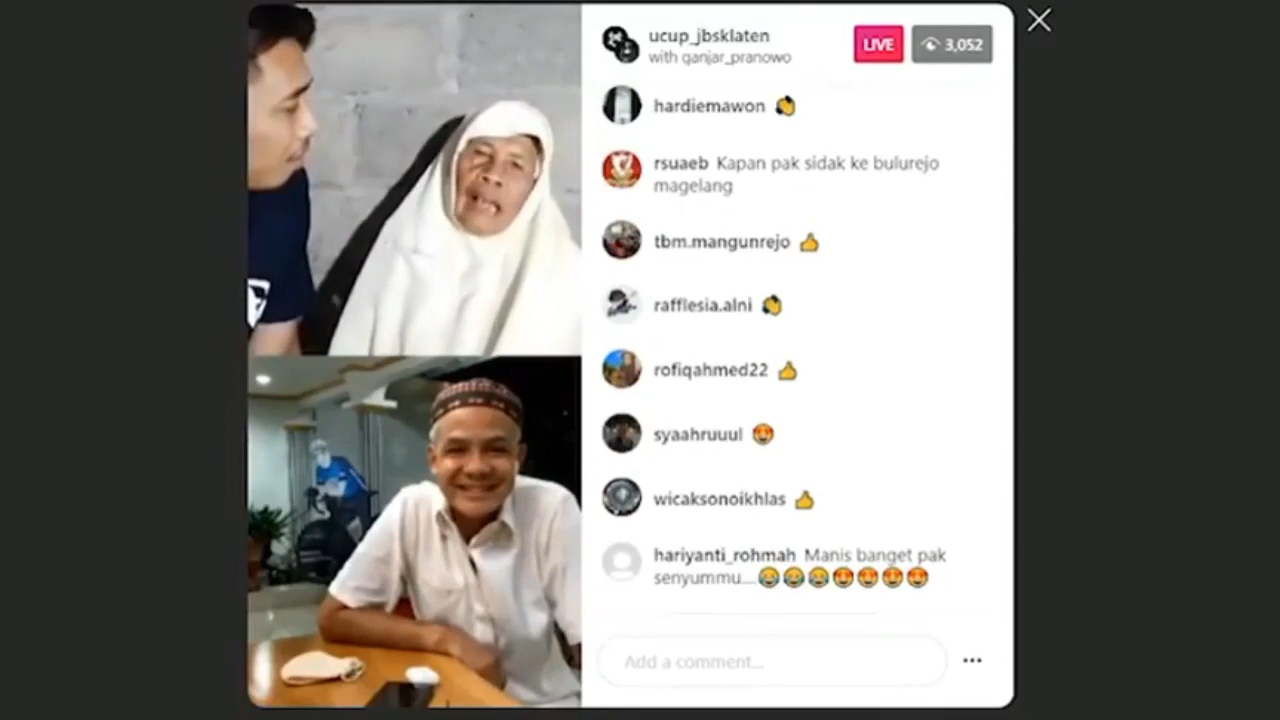 ucup_jbsklaten
with ganjar_pranowo
LIVE
3,052
hardiemawon 👏
rsuaeb Kapan pak sidak ke bulurejo
magelang
tbm.mangunrejo 👍
rafflesia.alni 👏
rofiqahmed22 👍
syaahruuul 😍
wicaksonoikhlas 👍
hariyanti_rohmah Manis banget pak
senyummu....😂😂😂😍😍😍😍
Add a comment...